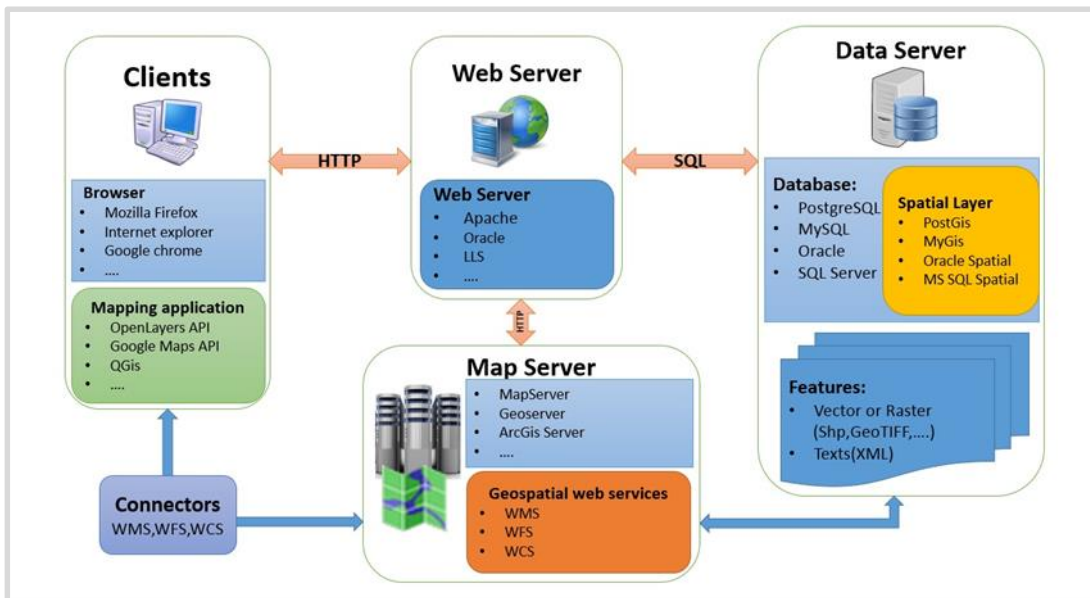 Clients
Browser
• Mozilla Firefox
• Internet explorer
• Google chrome
• ....
Mapping application
• OpenLayers API
• Google Maps API
• QGis
• ....
HTTP
Web Server
Web Server
• Apache
• Oracle
• LLS
• ....
SQL
Data Server
Database:
• PostgreSQL
• MySQL
• Oracle
• SQL Server
Spatial Layer
• PostGis
• MyGis
• Oracle Spatial
• MS SQL Spatial
Features:
• Vector or Raster
(Shp,GeoTIFF,....)
• Texts(XML)
HTTP
Map Server
• MapServer
• Geoserver
• ArcGis Server
• ....
Geospatial web services
• WMS
• WFS
• WCS
Connectors
WMS,WFS,WCS